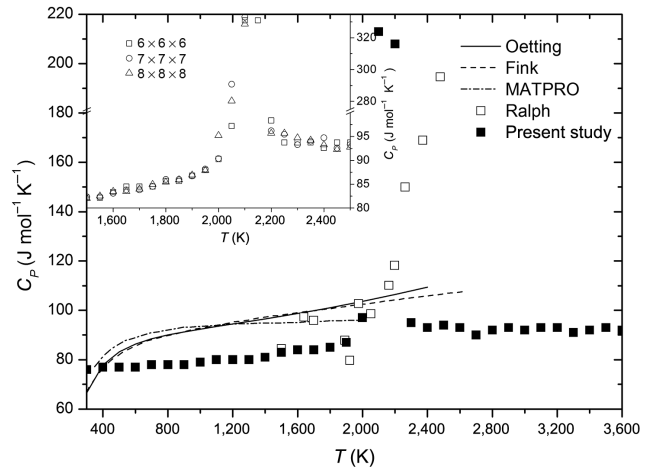 220
180
160
140
120
100
80
60
C_P (J mol⁻¹ K⁻¹)
400
800
1,200
1,600
2,000
2,400
2,800
3,200
3,600
T (K)
6 × 6 × 6
7 × 7 × 7
8 × 8 × 8
320
300
280
95
90
85
80
C_P (J mol⁻¹ K⁻¹)
1,600
1,800
2,000
2,200
2,400
T (K)
Oetting
Fink
MATPRO
Ralph
Present study